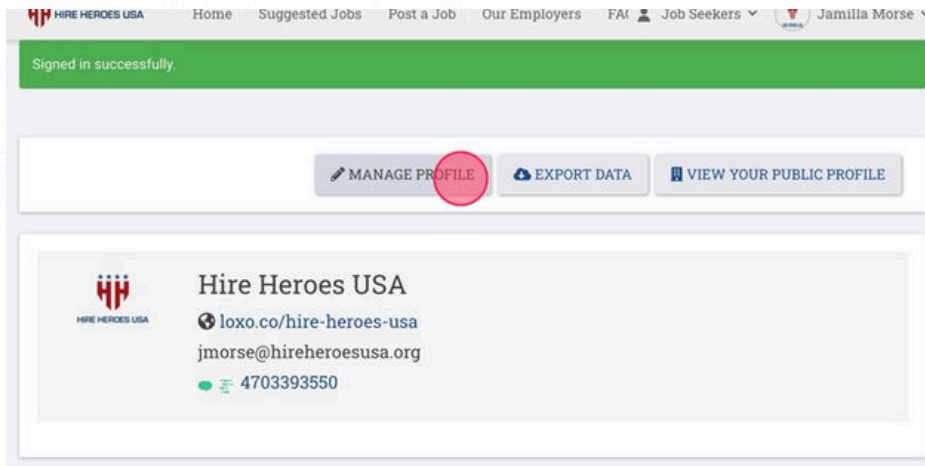 HIRE HEROES USA Home Suggested Jobs Post a Job Our Employers FA Job Seekers Jamilla Morse
Signed in successfully.
MANAGE PROFILE EXPORT DATA VIEW YOUR PUBLIC PROFILE
Hire Heroes USA
HIRE HEROES USA
loxo.co/hire-heroes-usa
jmorse@hireheroesusa.org
4703393550